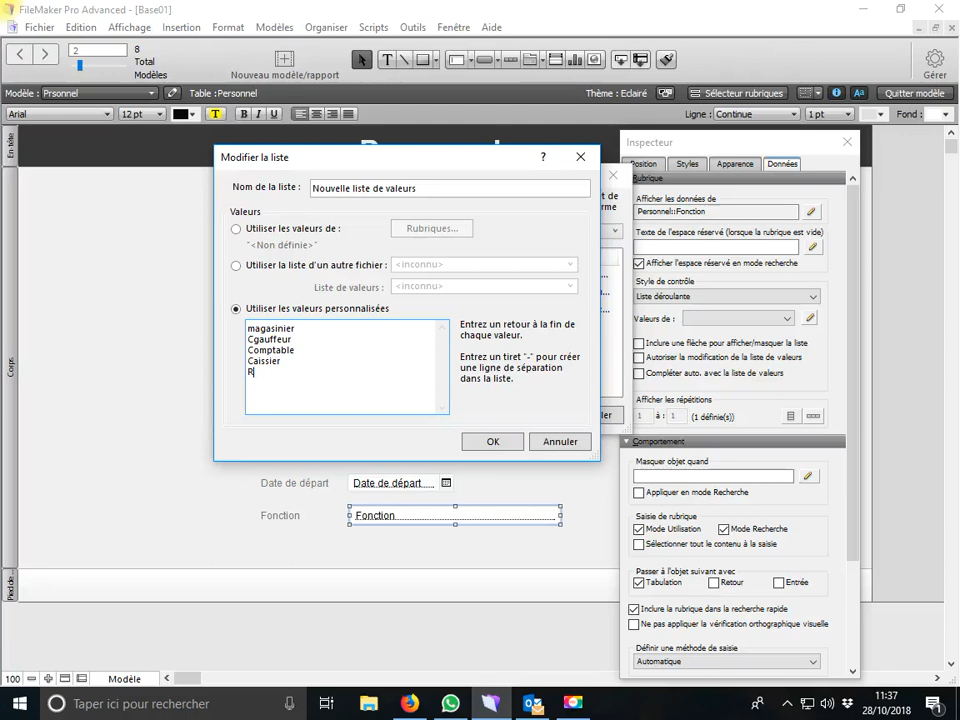 FileMaker Pro Advanced - [Base01]
Fichier Edition Affichage Insertion Format Modèles Organiser Scripts Outils Fenêtre Aide
2
8
Total
Modèles
Nouveau modèle/rapport
Gérer
Modèle : Prsonnel Table :Personnel Thème : Eclairé Sélecteur rubriques Aa Quitter modèle
Arial 12 pt T B I U Ligne : Continue 1 pt Fond :
En-tête
Corps
Pied de
Modifier la liste
?
Nom de la liste : Nouvelle liste de valeurs
Valeurs
Utiliser les valeurs de : Rubriques...
"<Non définie>"
Utiliser la liste d'un autre fichier : <inconnu>
Liste de valeurs : <inconnu>
Utiliser les valeurs personnalisées
magasinier
Cgauffeur
Comptable
Caissier
R
Entrez un retour à la fin de
chaque valeur.
Entrez un tiret "-" pour créer
une ligne de séparation
dans la liste.
OK Annuler
Date de départ Date de départ
Fonction Fonction
Inspecteur
Position Styles Apparence Données
Rubrique
Afficher les données de
Personnel::Fonction
Texte de l'espace réservé (lorsque la rubrique est vide)
Afficher l'espace réservé en mode recherche
Style de contrôle
Liste déroulante
Valeurs de :
Inclure une flèche pour afficher/masquer la liste
Autoriser la modification de la liste de valeurs
Compléter auto. avec la liste de valeurs
Afficher les répétitions
1 à : 1 (1 définie(s))
Comportement
Masquer objet quand
Appliquer en mode Recherche
Saisie de rubrique
Mode Utilisation Mode Recherche
Sélectionner tout le contenu à la saisie
Passer à l'objet suivant avec
Tabulation Retour Entrée
Inclure la rubrique dans la recherche rapide
Ne pas appliquer la vérification orthographique visuelle
Définir une méthode de saisie
Automatique
100 Modèle
Taper ici pour rechercher
11:37
28/10/2018